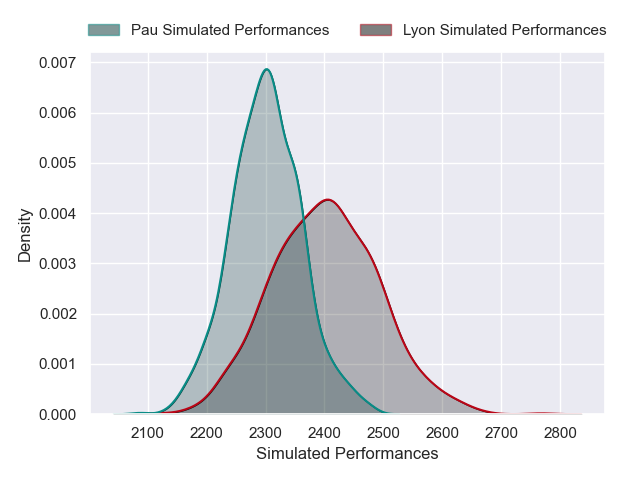 Pau Simulated Performances
Lyon Simulated Performances
0.007
0.006
0.005
0.004
0.003
0.002
0.001
0.000
Density
2100 2200 2300 2400 2500 2600 2700 2800
Simulated Performances